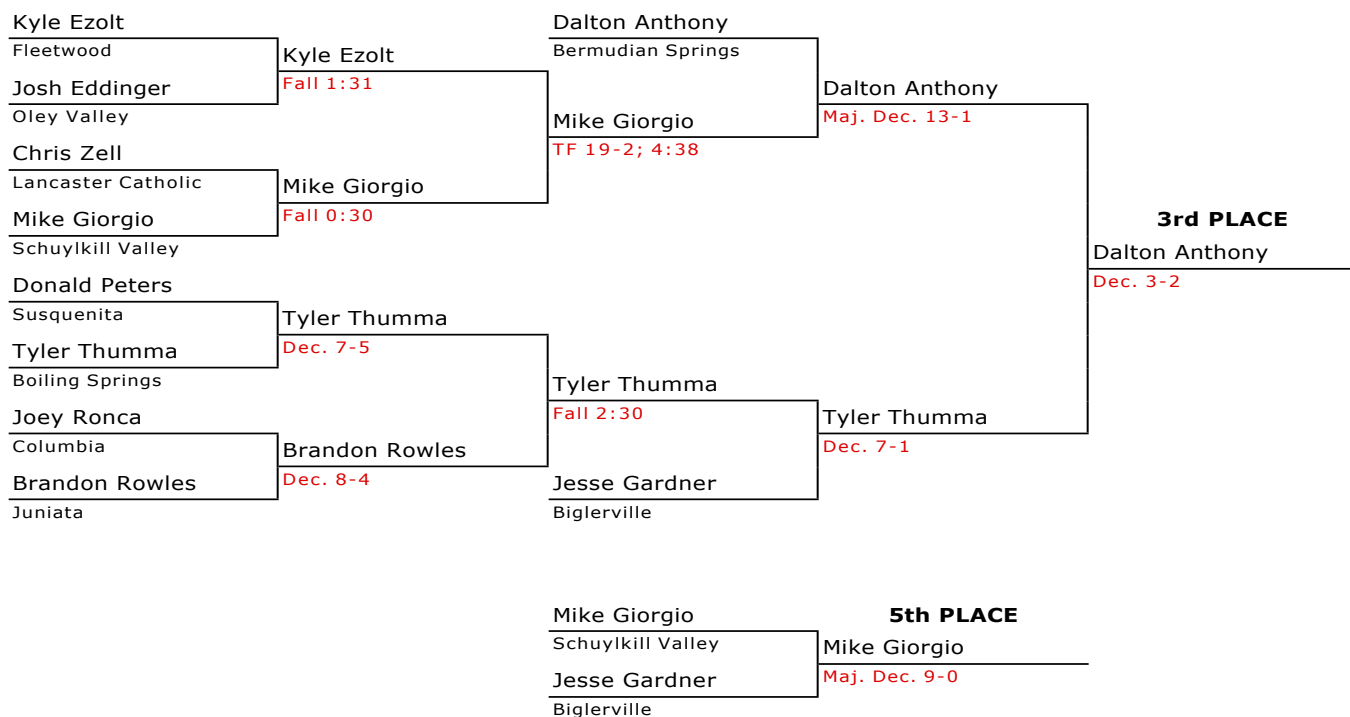 Kyle Ezolt
Fleetwood
Josh Eddinger
Oley Valley
Chris Zell
Lancaster Catholic
Mike Giorgio
Schuylkill Valley
Donald Peters
Susquenita
Tyler Thumma
Boiling Springs
Joey Ronca
Columbia
Brandon Rowles
Juniata
Kyle Ezolt
Fall 1:31
Mike Giorgio
Fall 0:30
Tyler Thumma
Dec. 7-5
Brandon Rowles
Dec. 8-4
Dalton Anthony
Bermudian Springs
Mike Giorgio
TF 19-2; 4:38
Tyler Thumma
Fall 2:30
Jesse Gardner
Biglerville
Dalton Anthony
Maj. Dec. 13-1
Tyler Thumma
Dec. 7-1
3rd PLACE
Dalton Anthony
Dec. 3-2
Mike Giorgio
Schuylkill Valley
Jesse Gardner
Biglerville
5th PLACE
Mike Giorgio
Maj. Dec. 9-0